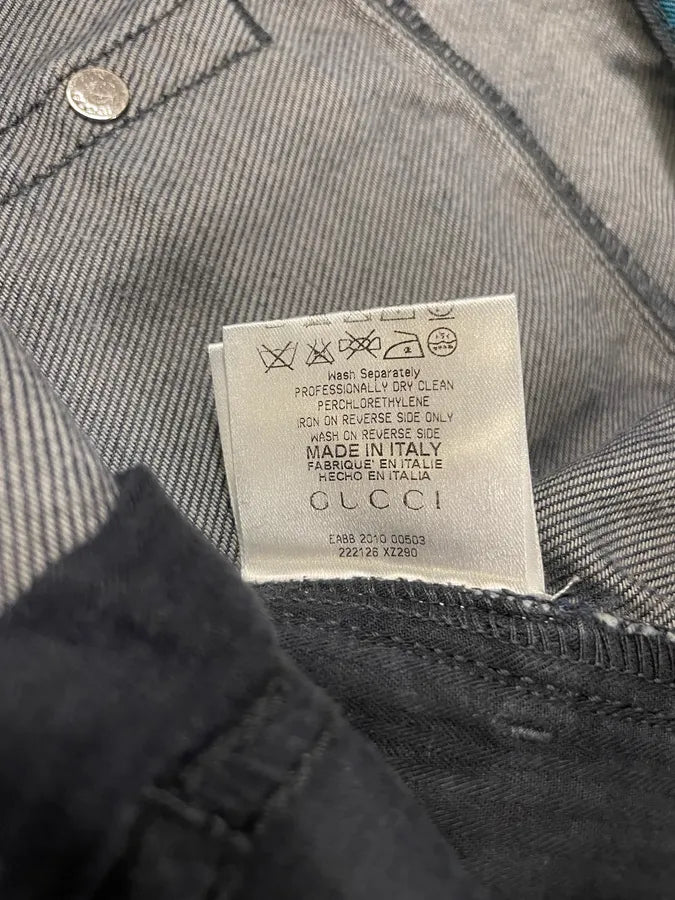 Wash Separately
PROFESSIONALLY DRY CLEAN
PERCHLORETHYLENE
IRON ON REVERSE SIDE ONLY
WASH ON REVERSE SIDE
MADE IN ITALY
FABRIQUE' EN ITALIE
HECHO EN ITALIA
GUCCI
EABB 2010 00503
222126 XZ290